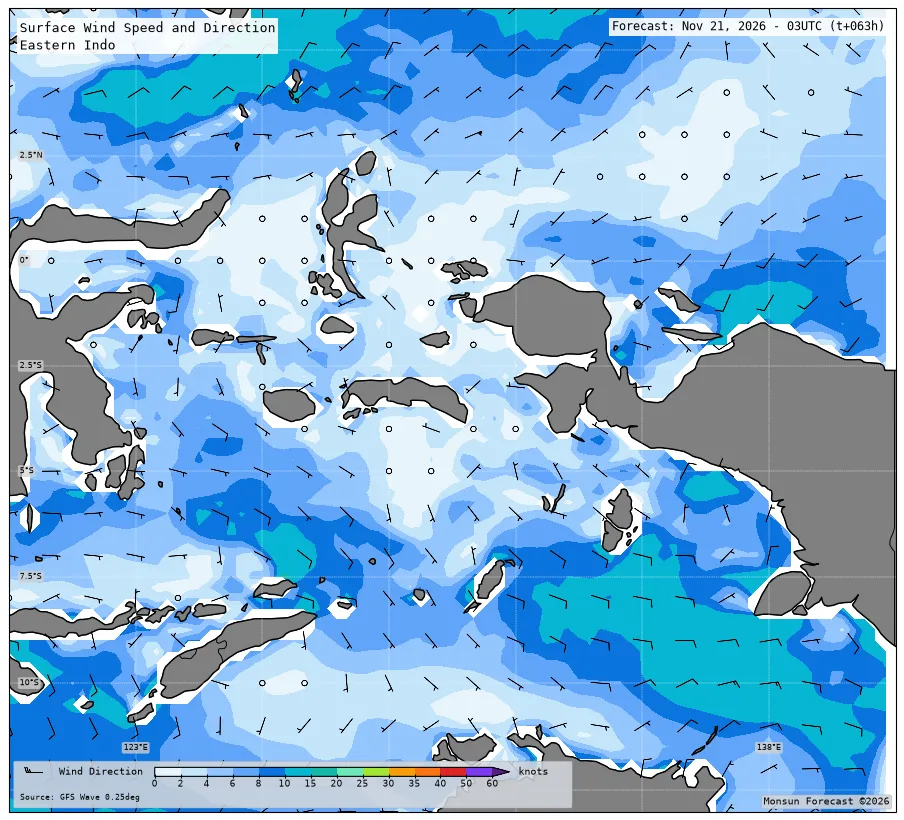 Surface Wind Speed and Direction
Eastern Indo
Forecast: Nov 21, 2026 - 03UTC (t+063h)
2.5°N
0°
2.5°S
5°S
7.5°S
10°S
123°E
138°E
Wind Direction
0 2 4 6 8 10 15 20 25 30 40 50 60 knots
Source: GFS Wave 0.25deg
Monsun Forecast ©2026